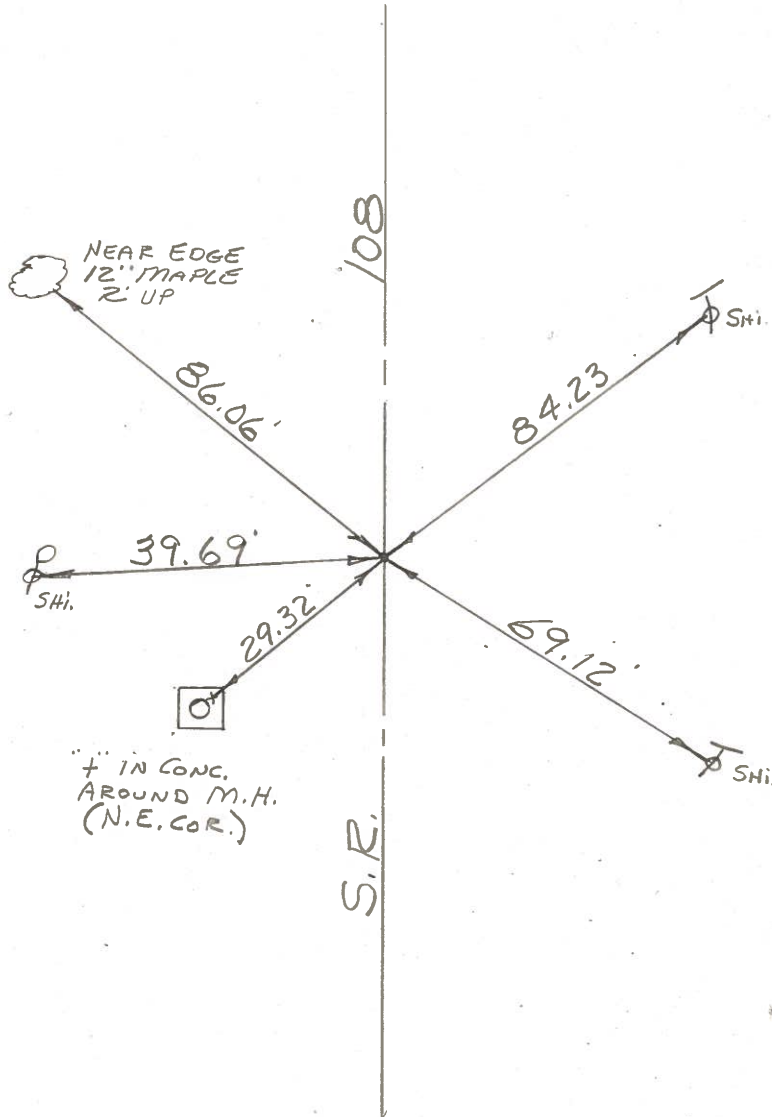 108
NEAR EDGE
12" MAPLE
2' UP
SHi.
86.06'
84.23
39.69'
SHi.
29.32'
69.12'
SHi.
"+" IN CONC.
AROUND M.H.
(N.E. COR.)
S.R.